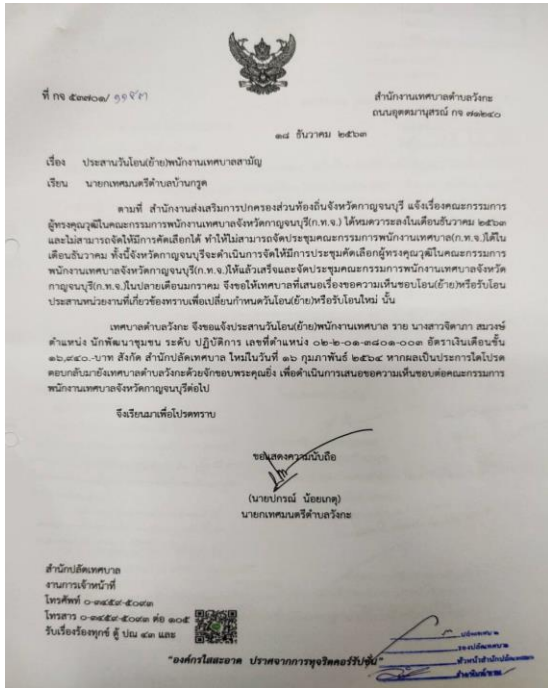 ที่ กจ ๕๓๗๐๑/
สำนักงานเทศบาลตำบลวังกะ
ถนนอุตตมานุสรณ์ กจ ๗๑๒๔๐
๑๘ ธันวาคม ๒๕๖๓
เรื่อง ประสานวันโอน(ย้าย)พนักงานเทศบาลสามัญ
เรียน นายกเทศมนตรีตำบลบ้านกรูด
ตามที่ สำนักงานส่งเสริมการปกครองส่วนท้องถิ่นจังหวัดกาญจนบุรี แจ้งเรื่องคณะกรรมการ
ผู้ทรงคุณวุฒิในคณะกรรมการพนักงานเทศบาลจังหวัดกาญจนบุรี(ก.ท.จ.) ได้หมดวาระลงในเดือนธันวาคม ๒๕๖๓
และไม่สามารถจัดให้มีการคัดเลือกได้ ทำให้ไม่สามารถจัดประชุมคณะกรรมการพนักงานเทศบาล(ก.ท.จ.)ได้ใน
เดือนธันวาคม ทั้งนี้จังหวัดกาญจนบุรีจะดำเนินการจัดให้มีการประชุมคัดเลือกผู้ทรงคุณวุฒิในคณะกรรมการ
พนักงานเทศบาลจังหวัดกาญจนบุรี(ก.ท.จ.)ให้แล้วเสร็จและจัดประชุมคณะกรรมการพนักงานเทศบาลจังหวัด
กาญจนบุรี(ก.ท.จ.)ในปลายเดือนมกราคม จึงขอให้เทศบาลที่เสนอเรื่องขอความเห็นชอบโอน(ย้าย)หรือรับโอน
ประสานหน่วยงานที่เกี่ยวข้องทราบเพื่อเปลี่ยนกำหนดวันโอน(ย้าย)หรือรับโอนใหม่ นั้น
เทศบาลตำบลวังกะ จึงขอแจ้งประสานวันโอน(ย้าย)พนักงานเทศบาล ราย นางสาวจิดาภา สมวงษ์
ตำแหน่ง นักพัฒนาชุมชน ระดับ ปฏิบัติการ เลขที่ตำแหน่ง ๐๒-๒-๐๑-๓๘๐๑-๐๐๓ อัตราเงินเดือนขั้น
๑๖,๙๔๐.-บาท สังกัด สำนักปลัดเทศบาล ใหม่ในวันที่ ๑๖ กุมภาพันธ์ ๒๕๖๔ หากผลเป็นประการใดโปรด
ตอบกลับมายังเทศบาลตำบลวังกะด้วยจักขอบพระคุณยิ่ง เพื่อดำเนินการเสนอขอความเห็นชอบต่อคณะกรรมการ
พนักงานเทศบาลจังหวัดกาญจนบุรีต่อไป
จึงเรียนมาเพื่อโปรดทราบ
ขอแสดงความนับถือ
(นายปกรณ์ น้อยเกตุ)
นายกเทศมนตรีตำบลวังกะ
สำนักปลัดเทศบาล
งานการเจ้าหน้าที่
โทรศัพท์ ๐-๓๔๕๙-๕๐๙๓
โทรสาร ๐-๓๔๕๙-๕๐๙๓ ต่อ ๑๐๕
รับเรื่องร้องทุกข์ ตู้ ปณ ๔๓ และ
"องค์กรใสสะอาด ปราศจากการทุจริตคอร์รัปชั่น"
ปลัดเทศบาล
รองปลัดเทศบาล
หัวหน้าสำนักปลัดเทศบาล